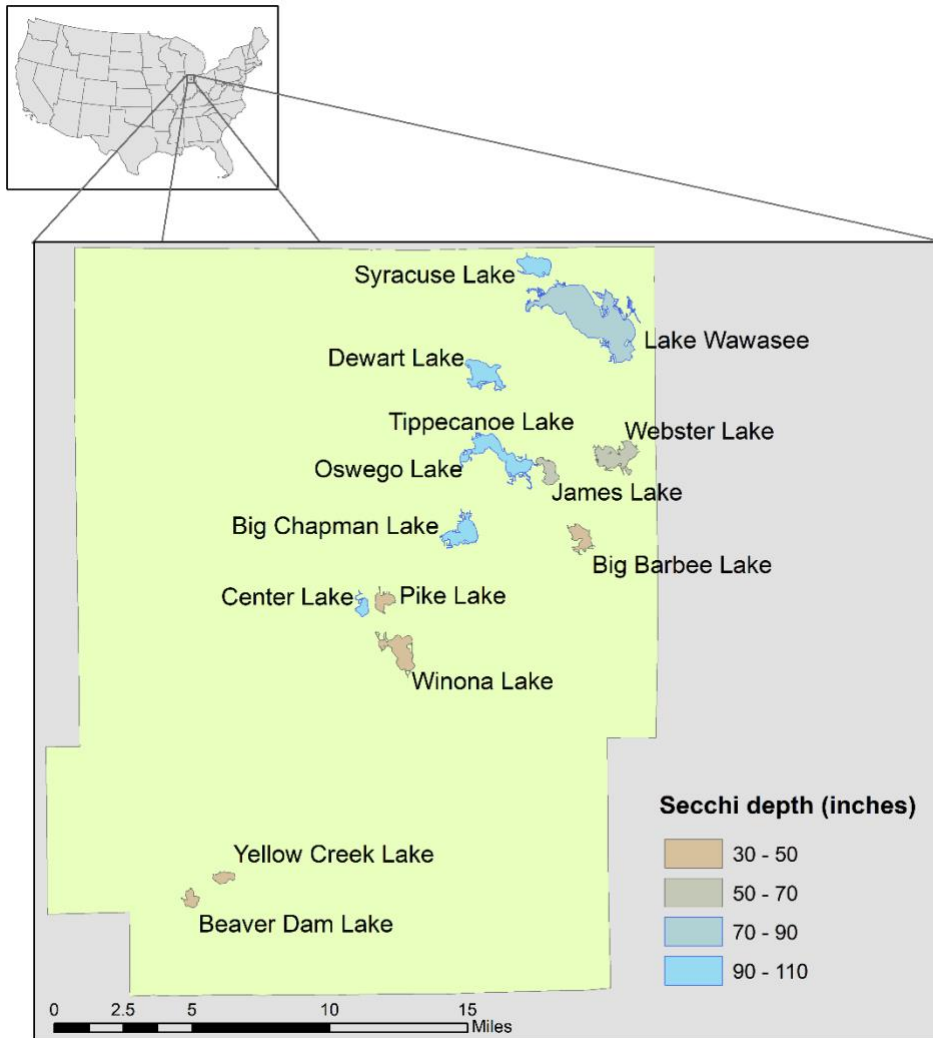 Syracuse Lake
Lake Wawasee
Dewart Lake
Tippecanoe Lake
Webster Lake
Oswego Lake
James Lake
Big Chapman Lake
Big Barbee Lake
Center Lake
Pike Lake
Winona Lake
Secchi depth (inches)
30 - 50
50 - 70
70 - 90
90 - 110
Yellow Creek Lake
Beaver Dam Lake
0 2.5 5 10 15
Miles